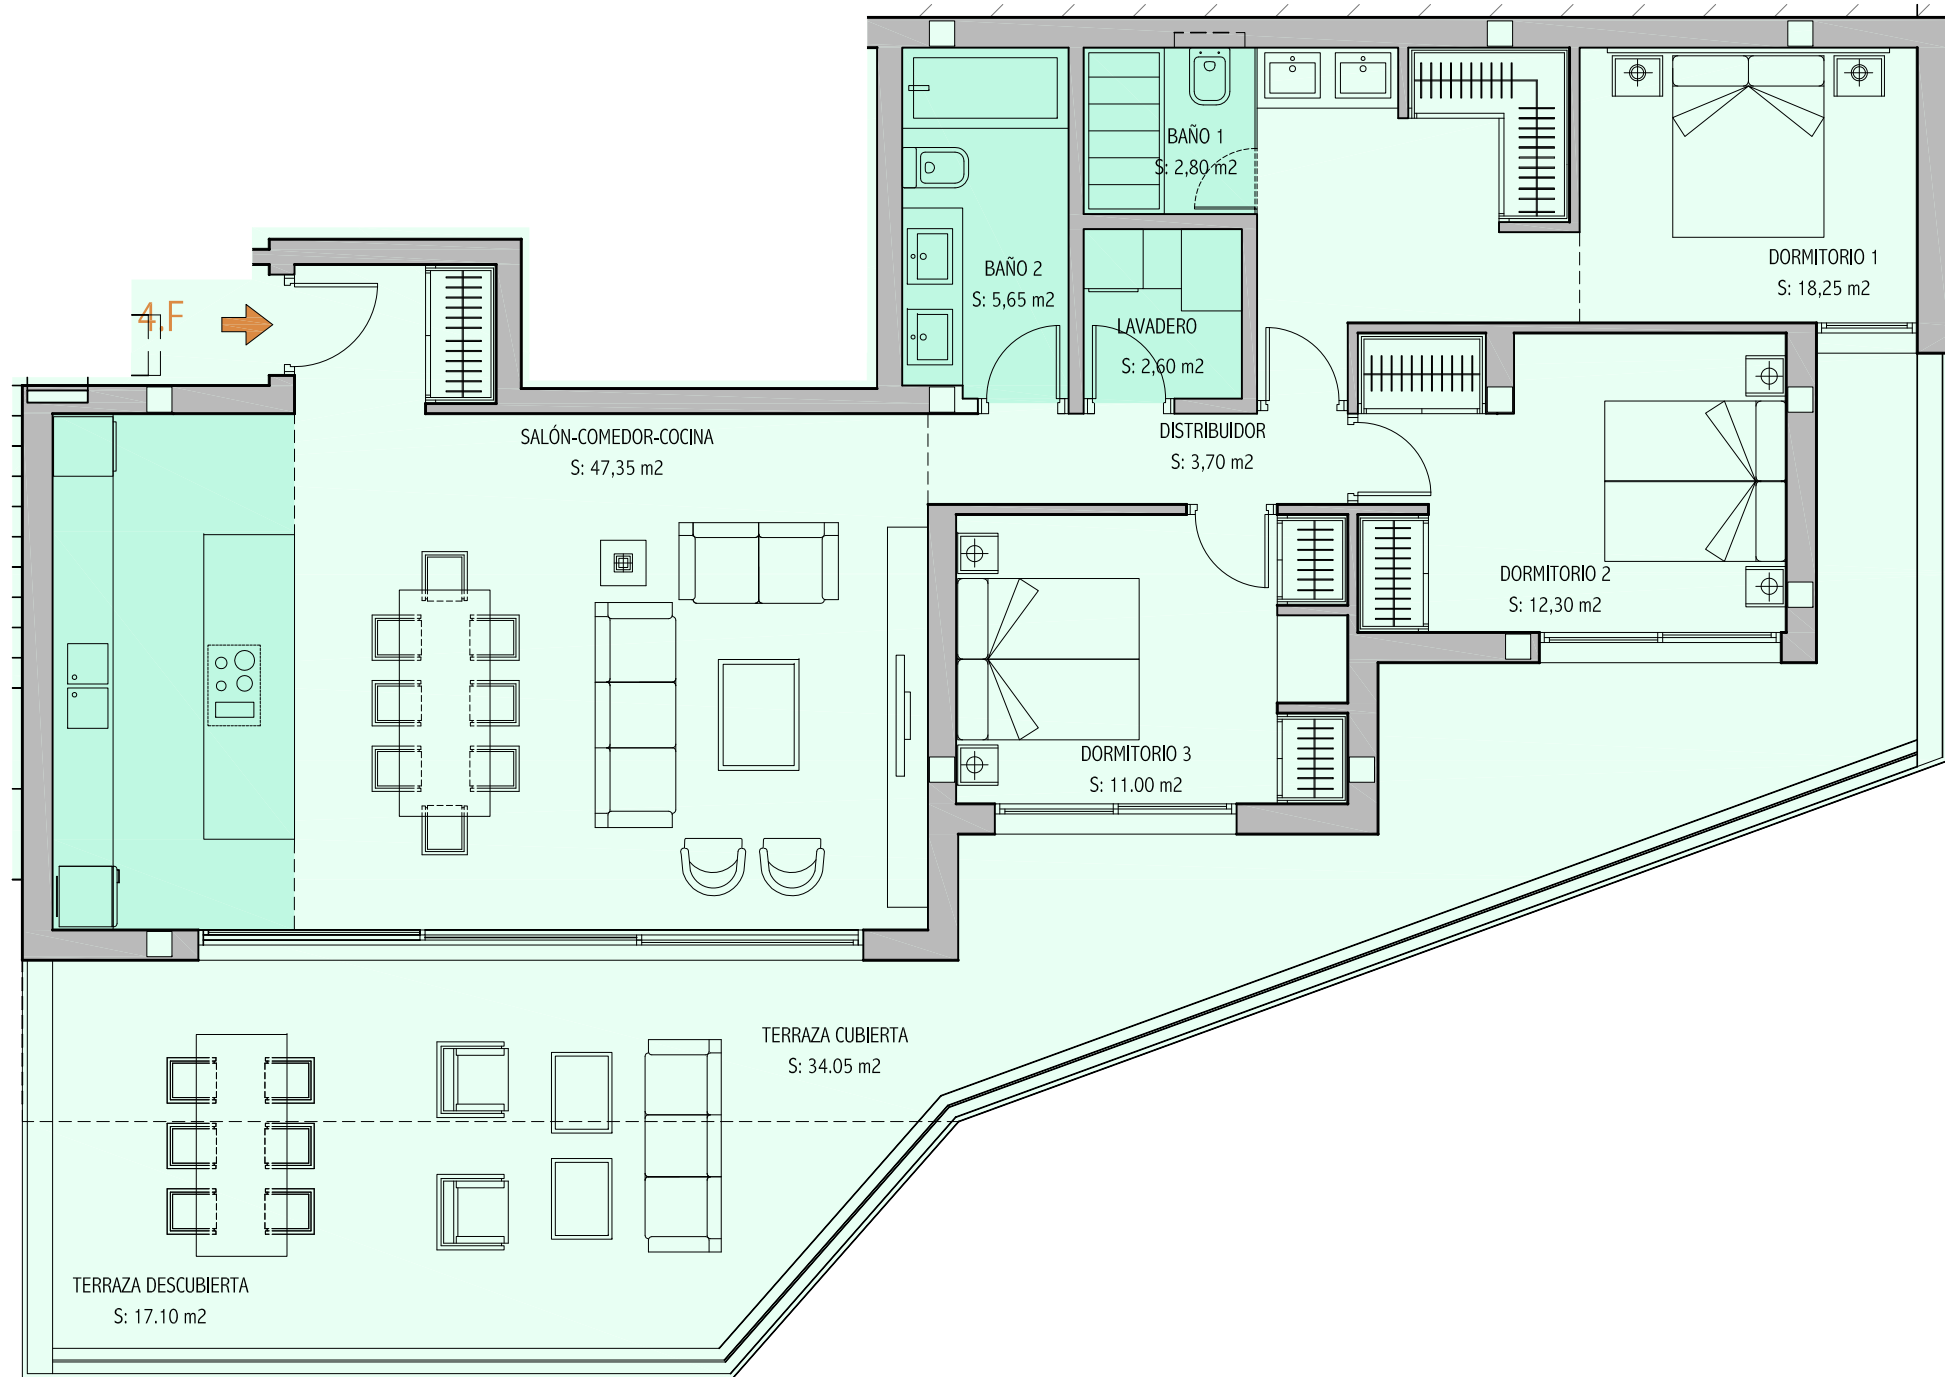 BAÑO 1
S: 2,80 m2
DORMITORIO 1
S: 18,25 m2
BAÑO 2
S: 5,65 m2
4.F
LAVADERO
S: 2,60 m2
SALÓN-COMEDOR-COCINA
S: 47,35 m2
DISTRIBUIDOR
S: 3,70 m2
DORMITORIO 2
S: 12,30 m2
DORMITORIO 3
S: 11.00 m2
TERRAZA CUBIERTA
S: 34.05 m2
TERRAZA DESCUBIERTA
S: 17.10 m2